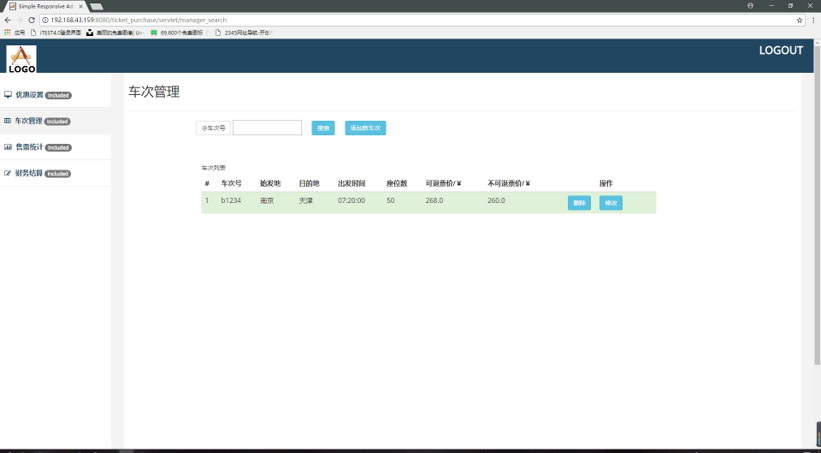 Simple Responsive Ad
192.168.43.159:8080/ticket_purchase/servlet/manager_search
应用 iTEST4.0登录界面 美丽的免费图像| Un 69,600个免费图标 2345网址导航-开创
LOGO
LOGOUT
优惠设置 Included
车次管理 Included
售票统计 Included
财务结算 Included
车次管理
@车次号
搜索 添加新车次
车次列表
# 车次号 始发地 目的地 出发时间 座位数 可退票价/￥ 不可退票价/￥ 操作
1 b1234 南京 天津 07:20:00 50 268.0 260.0 删除 修改